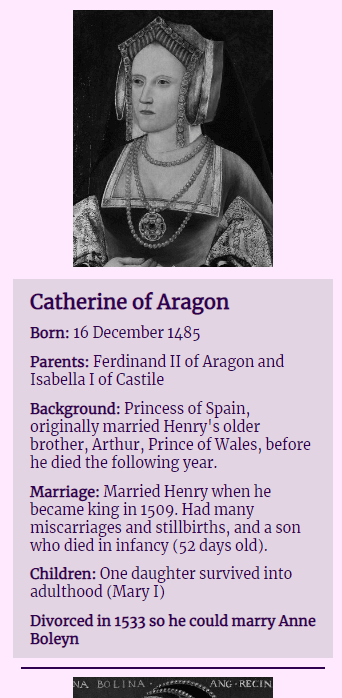 Catherine of Aragon
Born: 16 December 1485
Parents: Ferdinand II of Aragon and
Isabella I of Castile
Background: Princess of Spain,
originally married Henry's older
brother, Arthur, Prince of Wales, before
he died the following year.
Marriage: Married Henry when he
became king in 1509. Had many
miscarriages and stillbirths, and a son
who died in infancy (52 days old).
Children: One daughter survived into
adulthood (Mary I)
Divorced in 1533 so he could marry Anne
Boleyn
NA BOLINA · ANG · REGIN